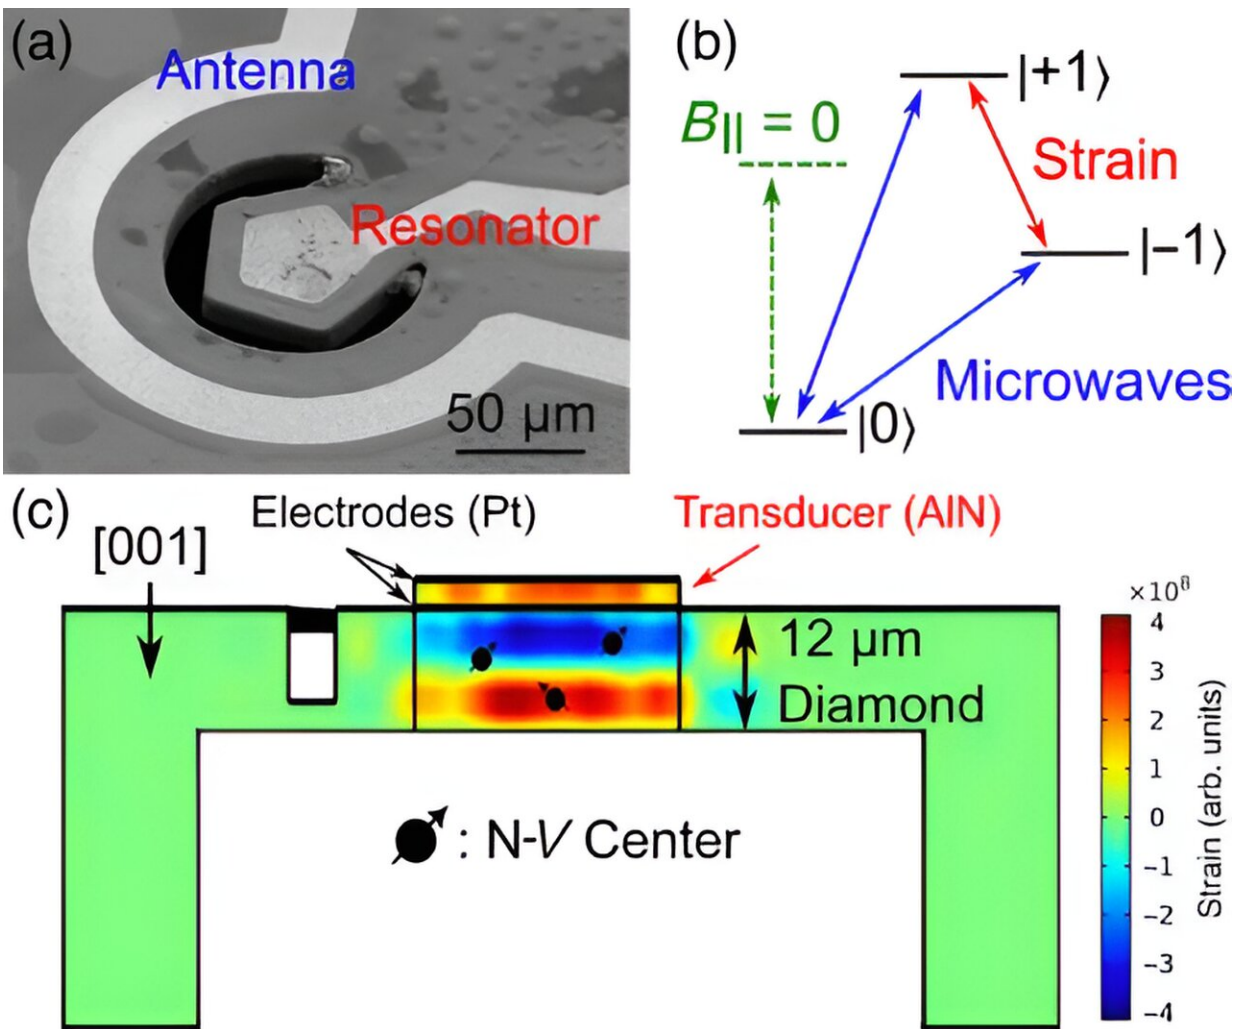 (a)
Antenna
Resonator
50 µm
(b)
|+1⟩
B|| = 0
Strain
|−1⟩
Microwaves
|0⟩
(c)
Electrodes (Pt)
Transducer (AlN)
[001]
×10⁸
12 µm
Diamond
4
3
2
1
0
-1
-2
-3
-4
Strain (arb. units)
: N-V Center